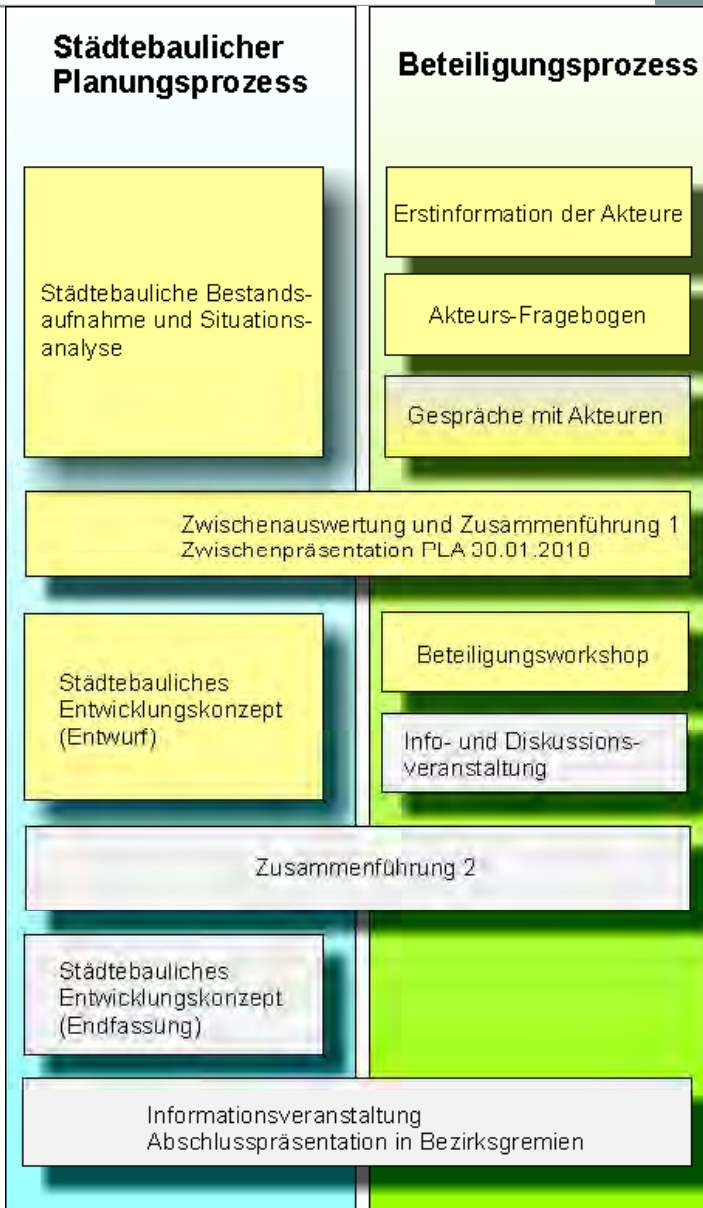 Städtebaulicher
Planungsprozess
Beteiligungsprozess
Städtebauliche Bestands-
aufnahme und Situations-
analyse
Erstinformation der Akteure
Akteurs-Fragebogen
Gespräche mit Akteuren
Zwischenauswertung und Zusammenführung 1
Zwischenpräsentation PLA 30.01.2018
Städtebauliches
Entwicklungskonzept
(Entwurf)
Beteiligungsworkshop
Info- und Diskussions-
veranstaltung
Zusammenführung 2
Städtebauliches
Entwicklungskonzept
(Endfassung)
Informationsveranstaltung
Abschlusspräsentation in Bezirksgremien